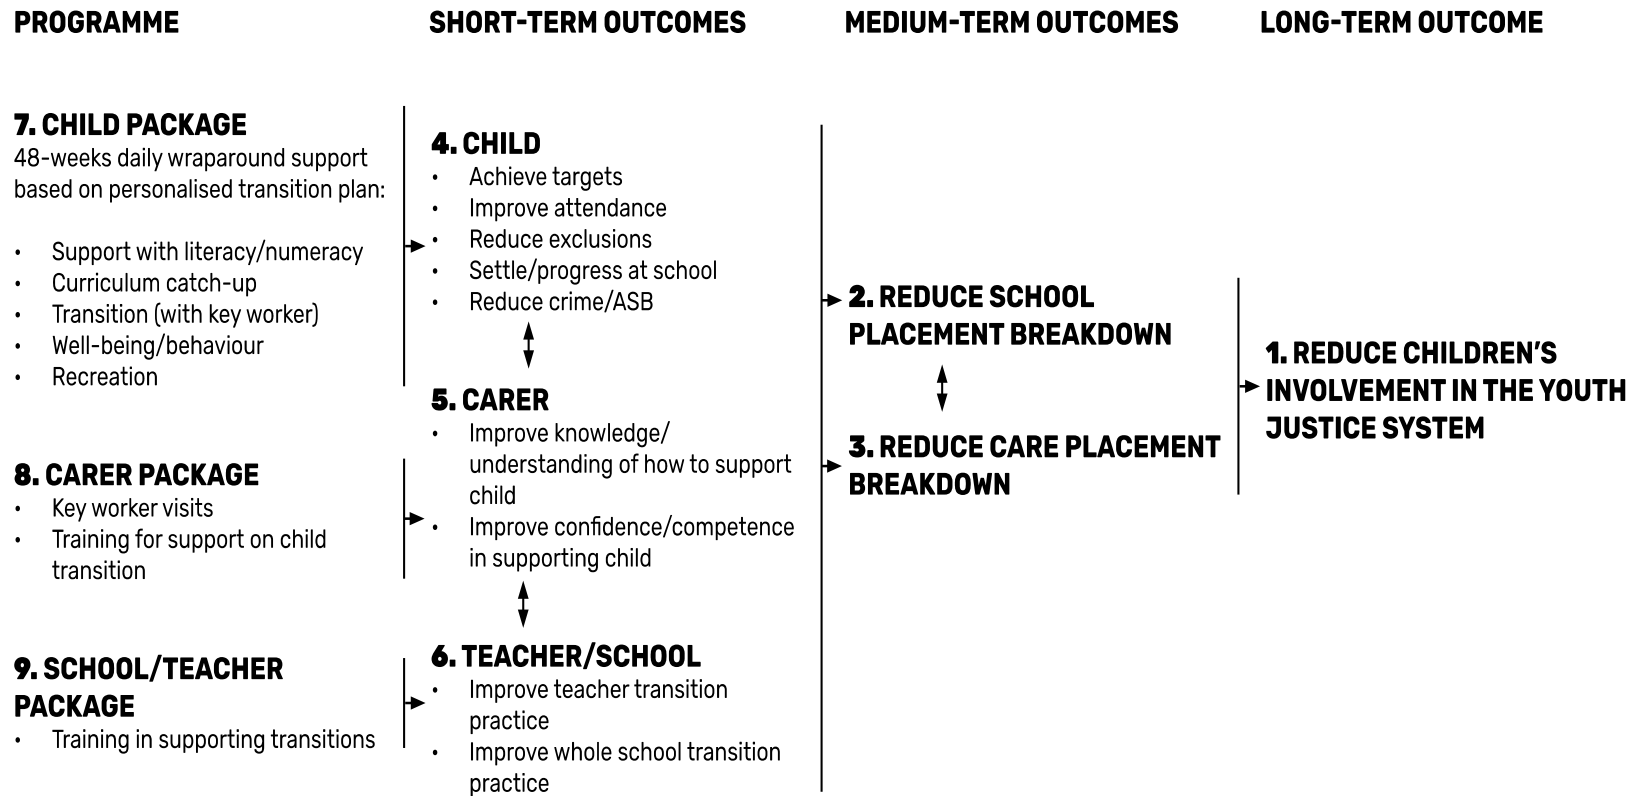 PROGRAMME
SHORT-TERM OUTCOMES
MEDIUM-TERM OUTCOMES
LONG-TERM OUTCOME
7. CHILD PACKAGE
48-weeks daily wraparound support
based on personalised transition plan:
• Support with literacy/numeracy
• Curriculum catch-up
• Transition (with key worker)
• Well-being/behaviour
• Recreation
8. CARER PACKAGE
• Key worker visits
• Training for support on child
transition
9. SCHOOL/TEACHER
PACKAGE
• Training in supporting transitions
4. CHILD
• Achieve targets
• Improve attendance
• Reduce exclusions
• Settle/progress at school
• Reduce crime/ASB
5. CARER
• Improve knowledge/
understanding of how to support
child
• Improve confidence/competence
in supporting child
6. TEACHER/SCHOOL
• Improve teacher transition
practice
• Improve whole school transition
practice
2. REDUCE SCHOOL
PLACEMENT BREAKDOWN
3. REDUCE CARE PLACEMENT
BREAKDOWN
1. REDUCE CHILDREN'S
INVOLVEMENT IN THE YOUTH
JUSTICE SYSTEM